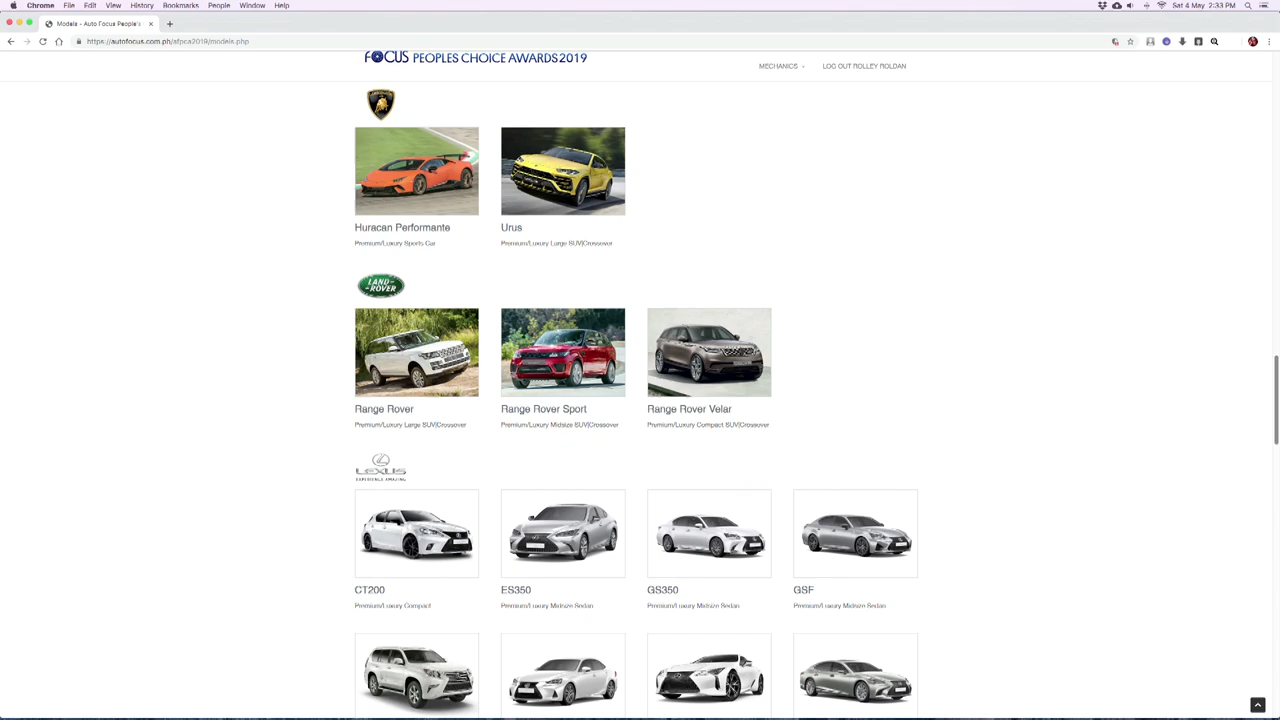 Chrome File Edit View History Bookmarks People Window Help Sat 4 May 2:33 PM
Models - Auto Focus People's
https://autofocus.com.ph/afpca2019/models.php
FOCUS PEOPLES CHOICE AWARDS 2019
MECHANICS LOG OUT ROLLEY ROLDAN
Huracan Performante Urus
Premium/Luxury Sports Car Premium/Luxury Large SUV|Crossover
LAND-
-ROVER
Range Rover Range Rover Sport Range Rover Velar
Premium/Luxury Large SUV|Crossover Premium/Luxury Midsize SUV|Crossover Premium/Luxury Compact SUV|Crossover
LEXUS
EXPERIENCE AMAZING
CT200 ES350 GS350 GSF
Premium/Luxury Compact Premium/Luxury Midsize Sedan Premium/Luxury Midsize Sedan Premium/Luxury Midsize Sedan